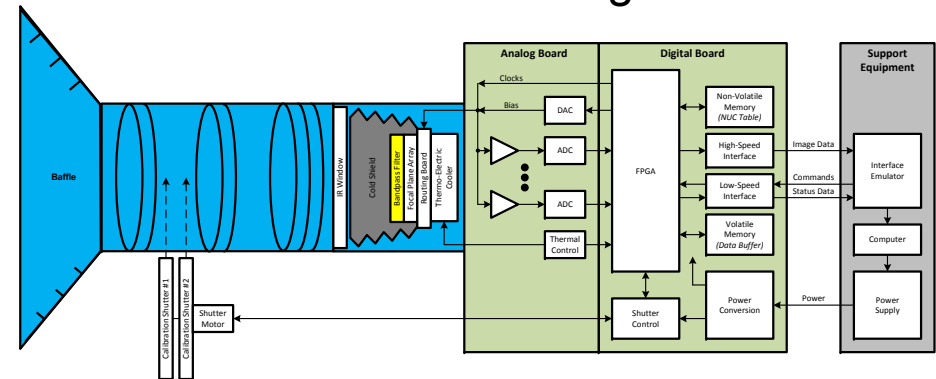 Analog Board
Digital Board
Support
Equipment
Clocks
Bias
DAC
ADC
ADC
Thermal
Control
FPGA
Non-Volatile
Memory
(NUC Table)
High-Speed
Interface
Low-Speed
Interface
Volatile
Memory
(Data Buffer)
Power
Conversion
Shutter
Control
Image Data
Commands
Status Data
Power
Interface
Emulator
Computer
Power
Supply
Baffle
IR Window
Cold Shield
Bandpass Filter
Focal Plane Array
Routing Board
Thermo-Electric
Cooler
Calibration Shutter #1
Calibration Shutter #2
Shutter
Motor